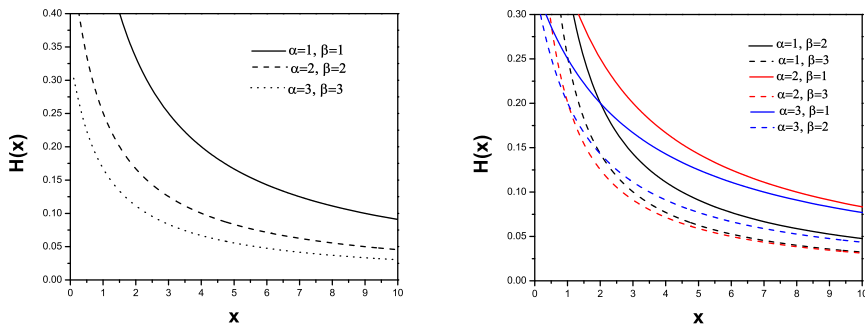 0.40
0.35
0.30
0.25
0.20
0.15
0.10
0.05
0.00
H(x)
α=1, β=1
α=2, β=2
α=3, β=3
0 1 2 3 4 5 6 7 8 9 10
x
0.30
0.25
0.20
0.15
0.10
0.05
0.00
H(x)
α=1, β=2
α=1, β=3
α=2, β=1
α=2, β=3
α=3, β=1
α=3, β=2
0 1 2 3 4 5 6 7 8 9 10
x